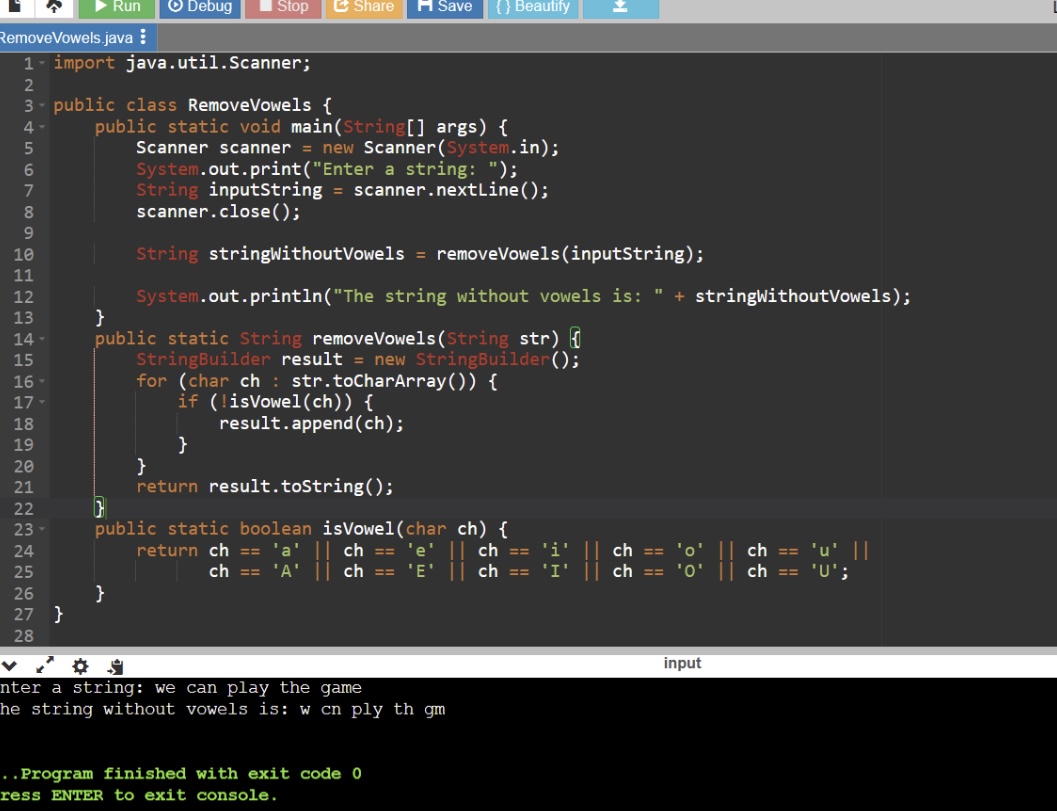 Run Debug Stop Share Save { } Beautify
RemoveVowels.java
1 import java.util.Scanner;
2
3 public class RemoveVowels {
4     public static void main(String[] args) {
5         Scanner scanner = new Scanner(System.in);
6         System.out.print("Enter a string: ");
7         String inputString = scanner.nextLine();
8         scanner.close();
9
10         String stringWithoutVowels = removeVowels(inputString);
11
12         System.out.println("The string without vowels is: " + stringWithoutVowels);
13     }
14     public static String removeVowels(String str) {
15         StringBuilder result = new StringBuilder();
16         for (char ch : str.toCharArray()) {
17             if (!isVowel(ch)) {
18                 result.append(ch);
19             }
20         }
21         return result.toString();
22     }
23     public static boolean isVowel(char ch) {
24         return ch == 'a' || ch == 'e' || ch == 'i' || ch == 'o' || ch == 'u' ||
25                ch == 'A' || ch == 'E' || ch == 'I' || ch == 'O' || ch == 'U';
26     }
27 }
28
input
nter a string: we can play the game
he string without vowels is: w cn ply th gm
..Program finished with exit code 0
ress ENTER to exit console.